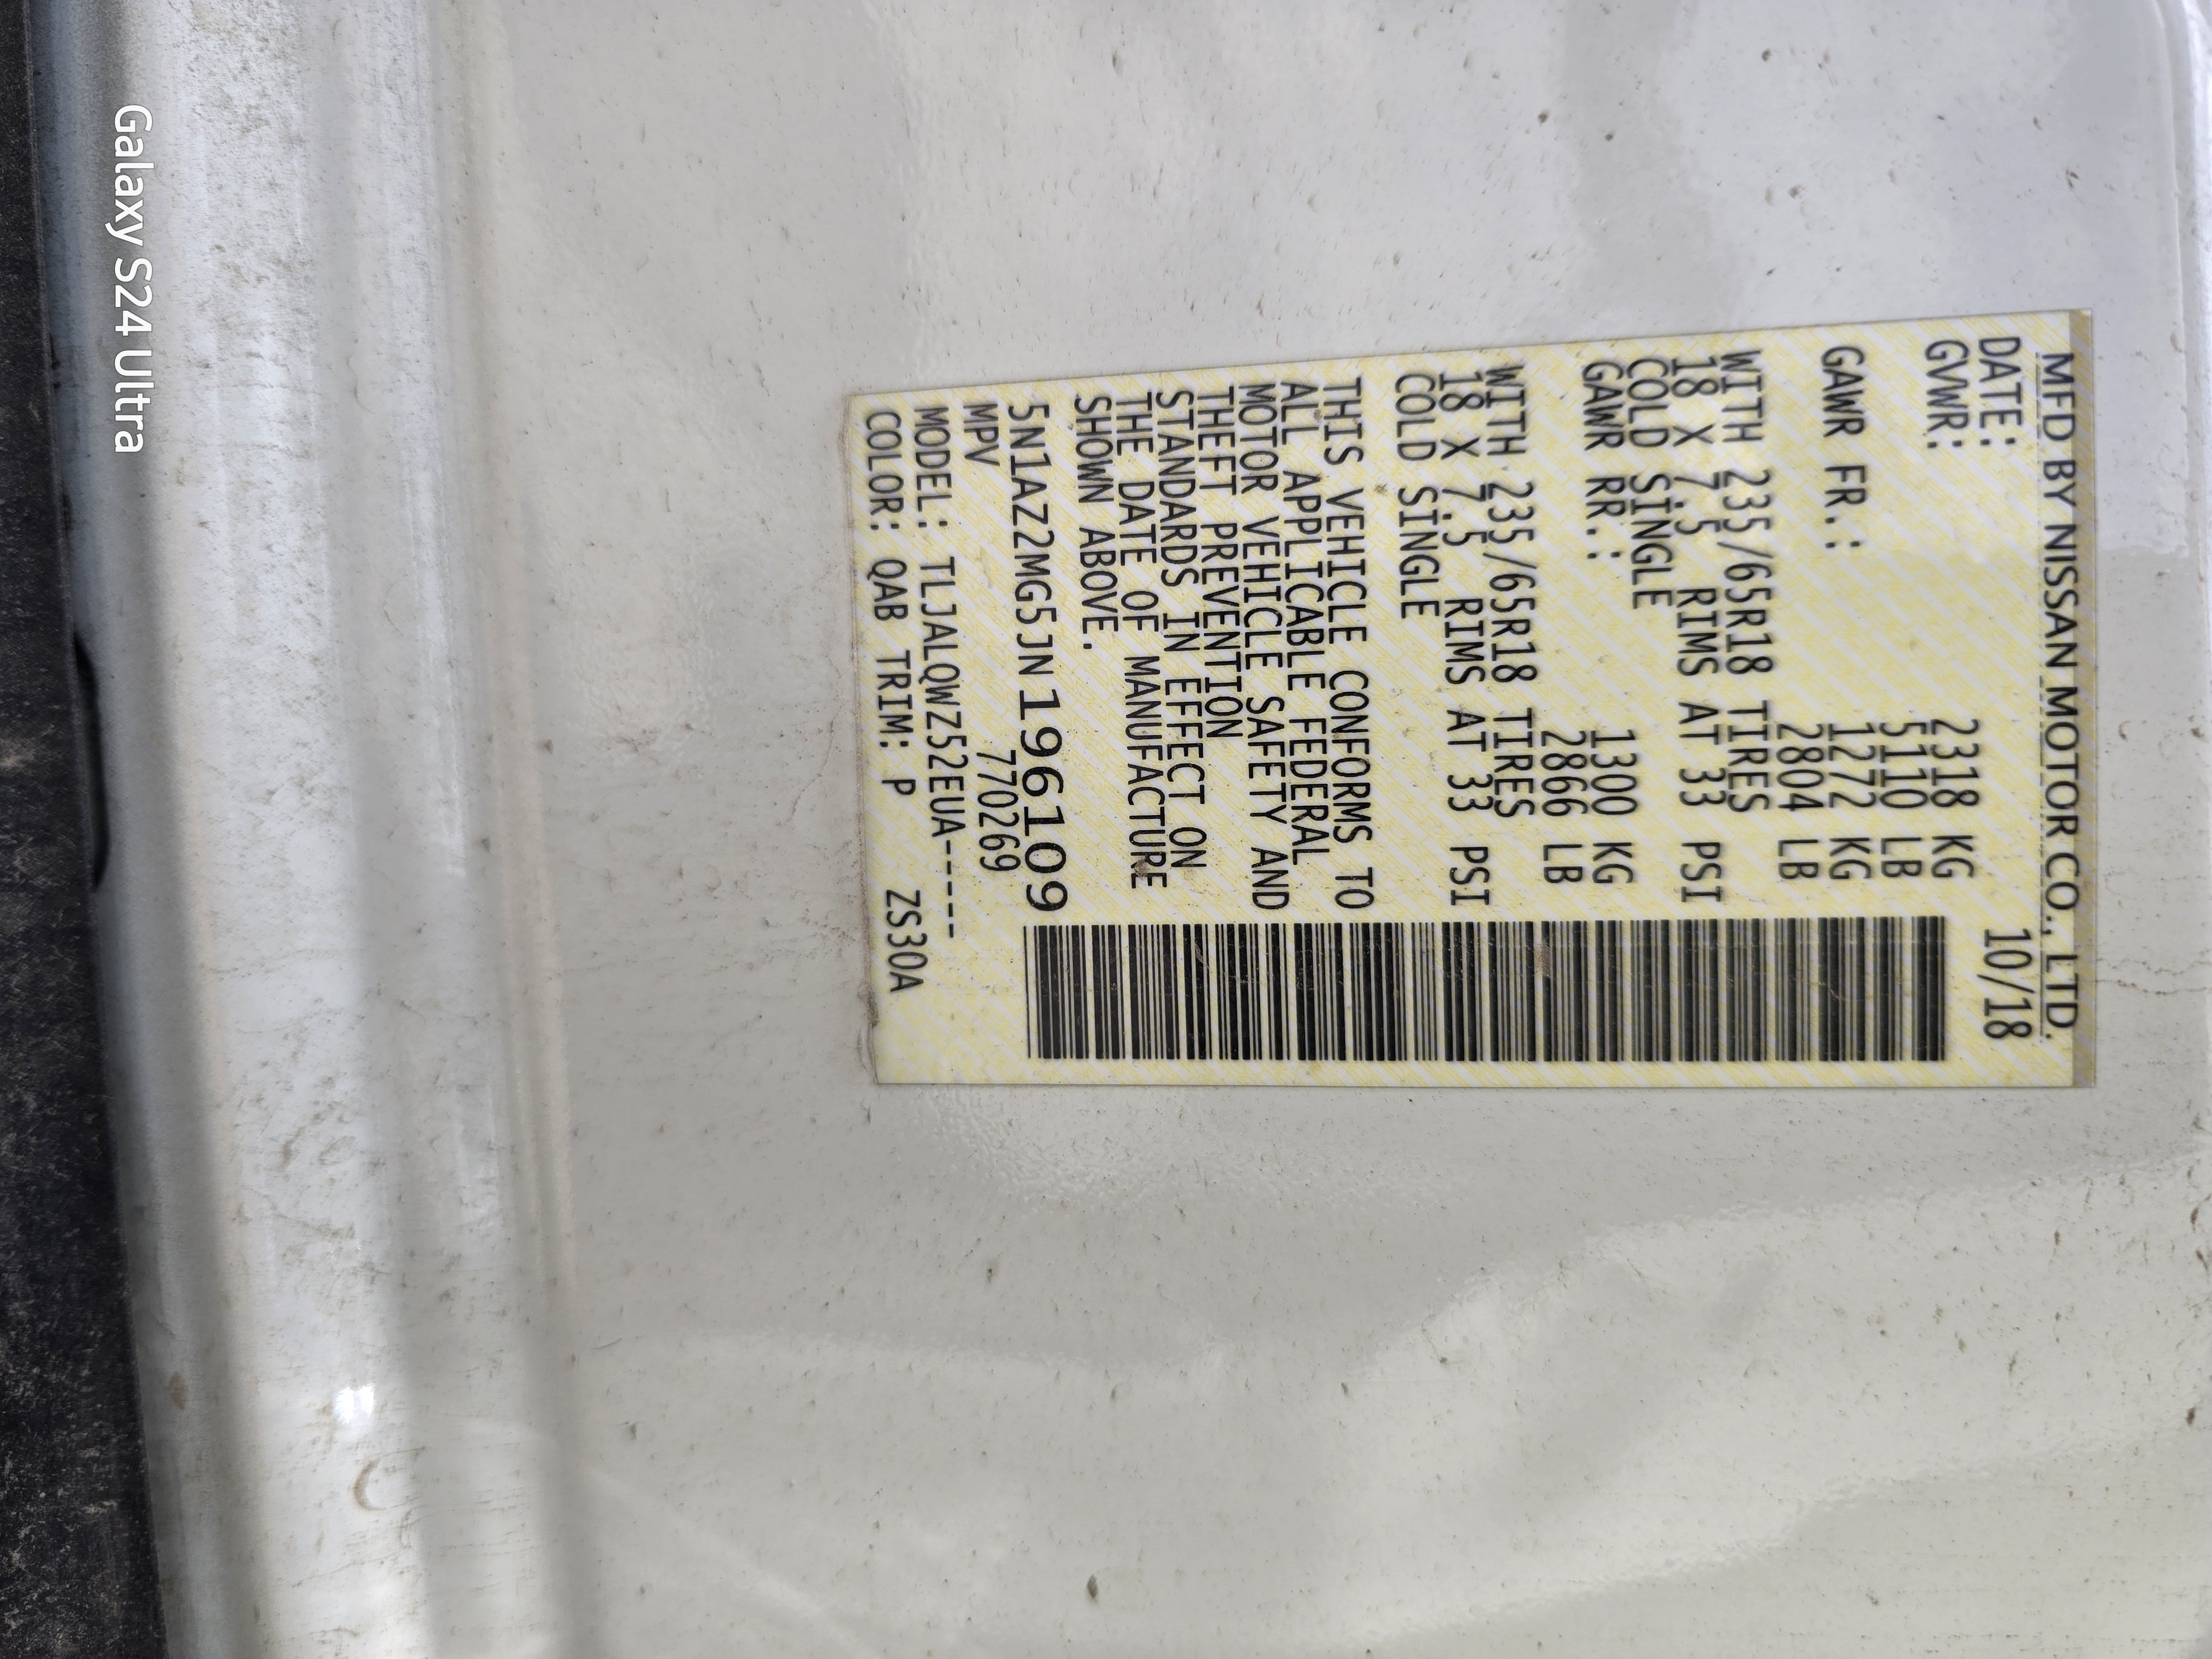 MFD BY NISSAN MOTOR CO., LTD.
DATE: 10/18
GVWR: 2318 KG
5110 LB
GAWR FR.: 1272 KG
2804 LB
WITH 235/65R18 TIRES
18 X 7.5 RIMS AT 33 PSI
COLD SINGLE
GAWR RR.: 1300 KG
2866 LB
WITH 235/65R18 TIRES
18 X 7.5 RIMS AT 33 PSI
COLD SINGLE
THIS VEHICLE CONFORMS TO
ALL APPLICABLE FEDERAL
MOTOR VEHICLE SAFETY AND
THEFT PREVENTION
STANDARDS IN EFFECT ON
THE DATE OF MANUFACTURE
SHOWN ABOVE.
5N1AZ2MG5JN196109
MPV 770269
MODEL: TLJALQWZ52EUA-----
COLOR: QAB TRIM: P ZS30A
Galaxy S24 Ultra